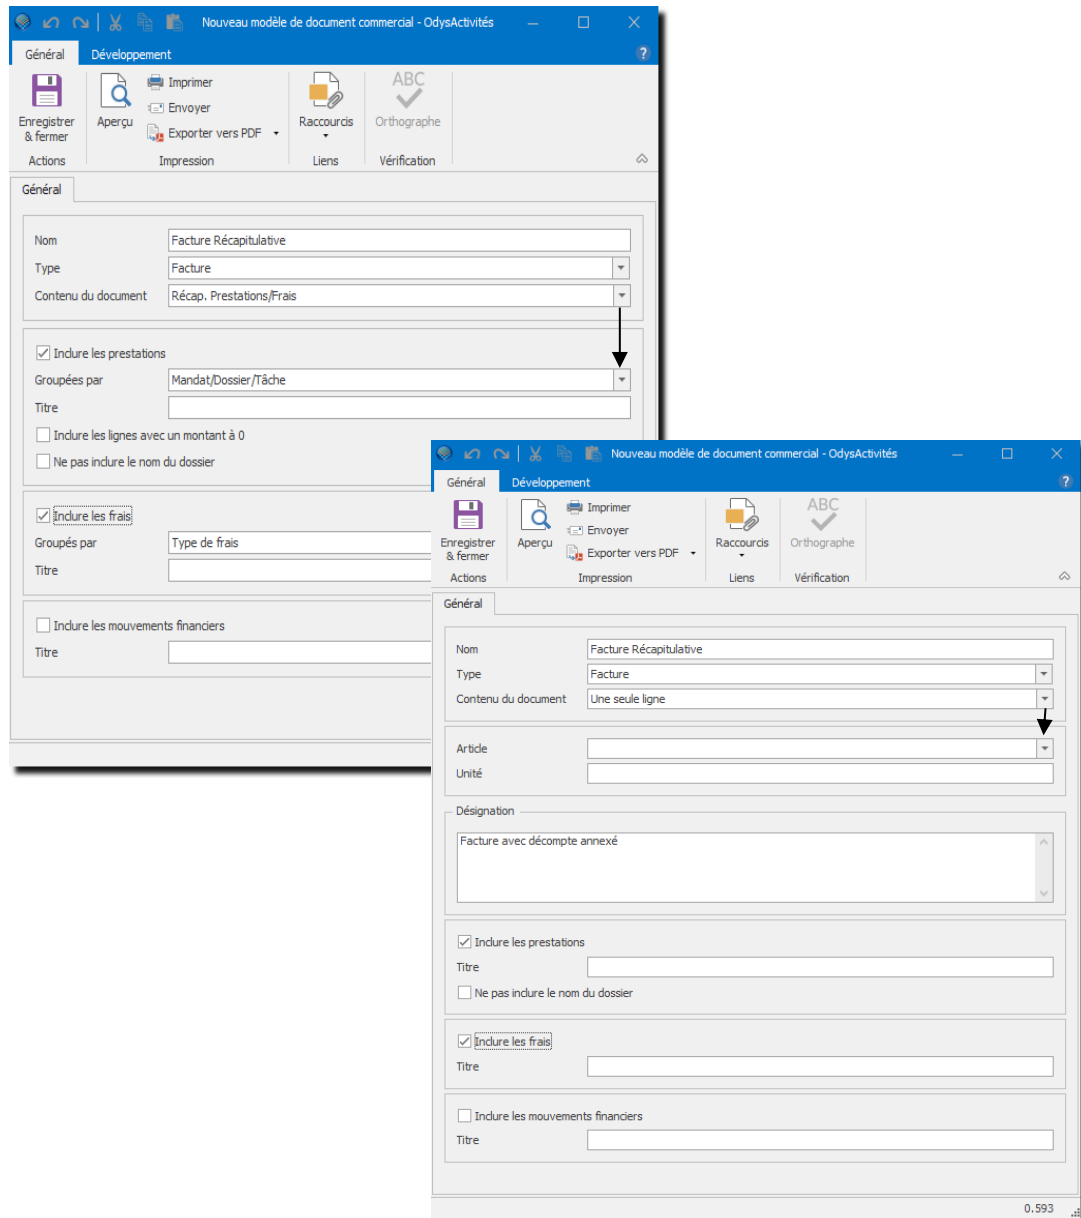 Nouveau modèle de document commercial - OdysActivités
Général Développement ?
Enregistrer & fermer
Aperçu
Imprimer
Envoyer
Exporter vers PDF
Raccourcis
ABC
Orthographe
Actions Impression Liens Vérification
Général
Nom Facture Récapitulative
Type Facture
Contenu du document Récap. Prestations/Frais
Inclure les prestations
Groupées par Mandat/Dossier/Tâche
Titre
Inclure les lignes avec un montant à 0
Ne pas inclure le nom du dossier
Inclure les frais
Groupés par Type de frais
Titre
Inclure les mouvements financiers
Titre
Nouveau modèle de document commercial - OdysActivités
Général Développement ?
Enregistrer & fermer
Aperçu
Imprimer
Envoyer
Exporter vers PDF
Raccourcis
ABC
Orthographe
Actions Impression Liens Vérification
Général
Nom Facture Récapitulative
Type Facture
Contenu du document Une seule ligne
Article
Unité
Désignation
Facture avec décompte annexé
Inclure les prestations
Titre
Ne pas inclure le nom du dossier
Inclure les frais
Titre
Inclure les mouvements financiers
Titre
0.593